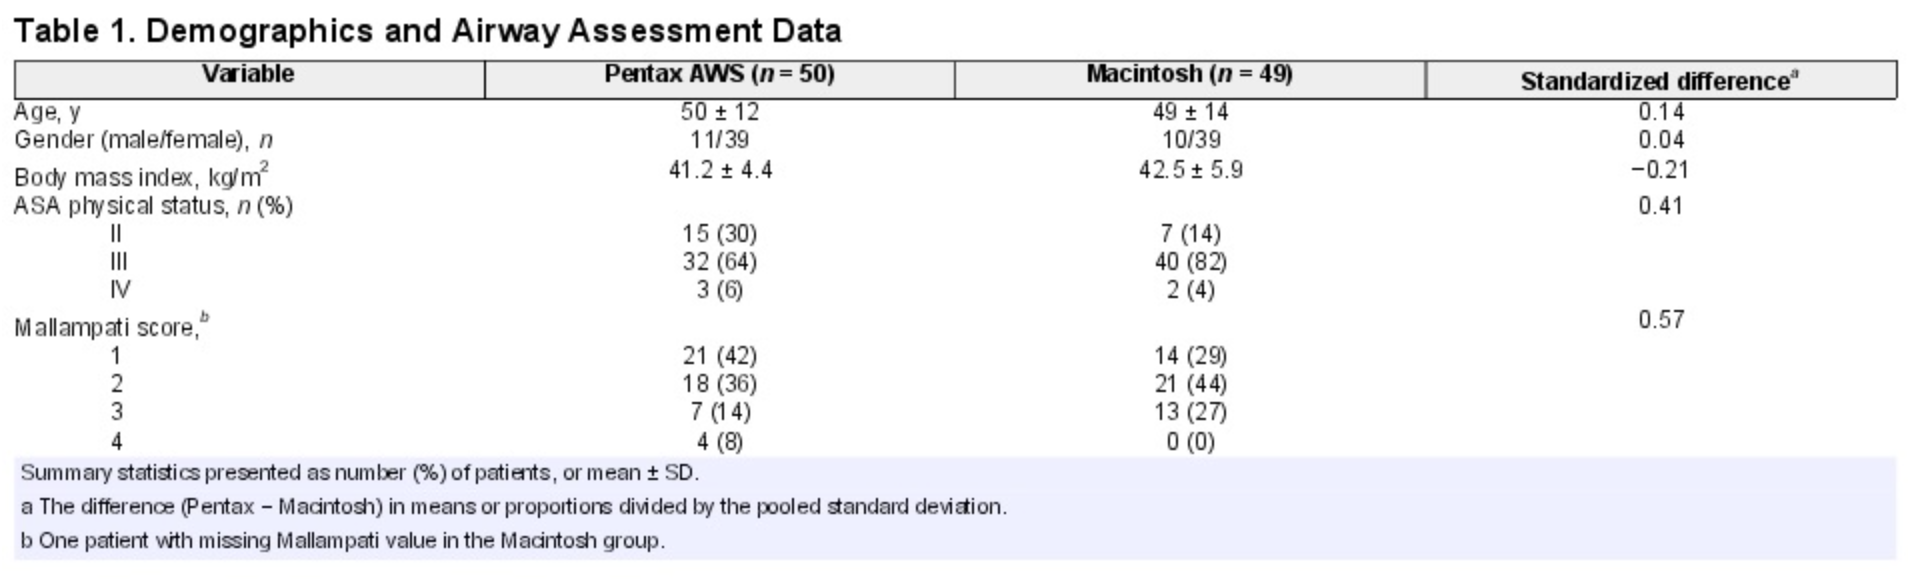 Table 1. Demographics and Airway Assessment Data
Variable Pentax AWS (n = 50) Macintosh (n = 49) Standardized difference^a
Age, y 50 ± 12 49 ± 14 0.14
Gender (male/female), n 11/39 10/39 0.04
Body mass index, kg/m² 41.2 ± 4.4 42.5 ± 5.9 −0.21
ASA physical status, n (%) 0.41
II 15 (30) 7 (14)
III 32 (64) 40 (82)
IV 3 (6) 2 (4)
Mallampati score,^b 0.57
1 21 (42) 14 (29)
2 18 (36) 21 (44)
3 7 (14) 13 (27)
4 4 (8) 0 (0)
Summary statistics presented as number (%) of patients, or mean ± SD.
a The difference (Pentax − Macintosh) in means or proportions divided by the pooled standard deviation.
b One patient with missing Mallampati value in the Macintosh group.